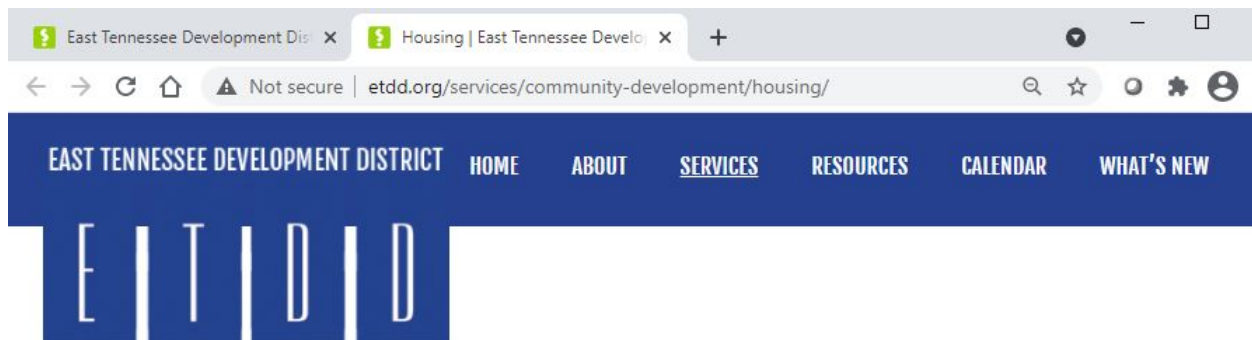 East Tennessee Development Dis
Housing | East Tennessee Develo
Not secure | etdd.org/services/community-development/housing/
EAST TENNESSEE DEVELOPMENT DISTRICT HOME ABOUT SERVICES RESOURCES CALENDAR WHAT'S NEW
E T D D